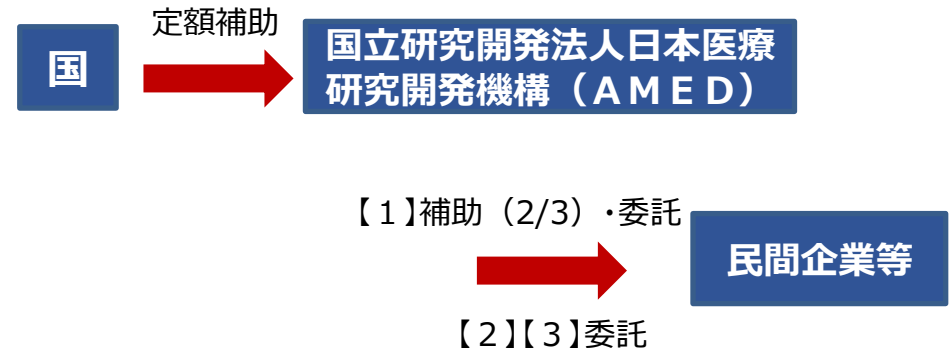 定額補助
国
国立研究開発法人日本医療
研究開発機構（ＡＭＥＤ）
【１】補助（2/3）・委託
民間企業等
【２】【３】委託